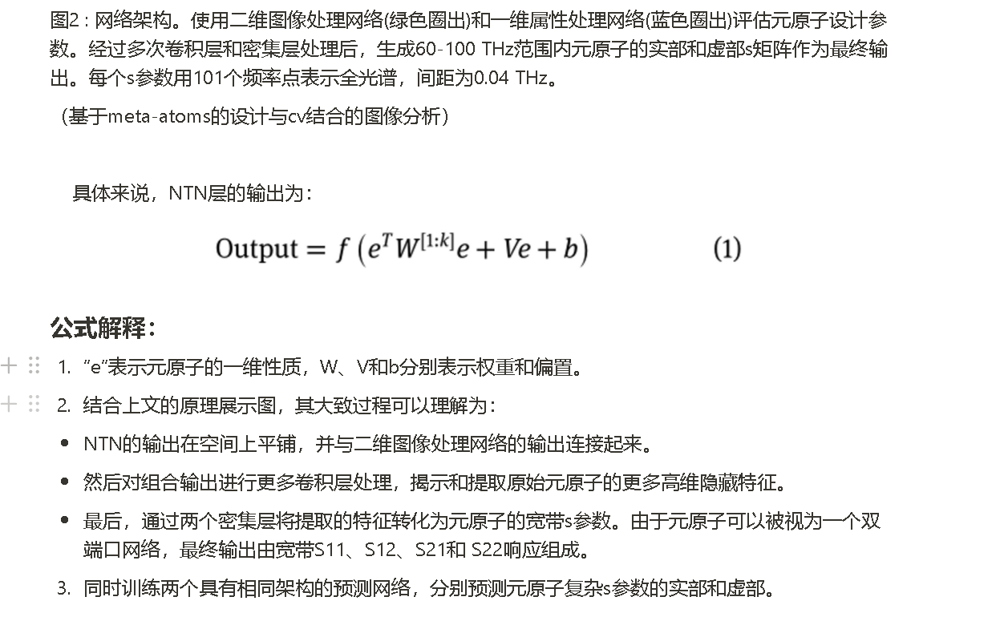 图2 : 网络架构。使用二维图像处理网络(绿色圈出)和一维属性处理网络(蓝色圈出)评估元原子设计参
数。经过多次卷积层和密集层处理后，生成60-100 THz范围内元原子的实部和虚部s矩阵作为最终输
出。每个s参数用101个频率点表示全光谱，间距为0.04 THz。
（基于meta-atoms的设计与cv结合的图像分析）
具体来说，NTN层的输出为：
Output = f (e^T W^[1:k] e + Ve + b) (1)
公式解释：
1. “e”表示元原子的一维性质，W、V和b分别表示权重和偏置。
2. 结合上文的原理展示图，其大致过程可以理解为：
• NTN的输出在空间上平铺，并与二维图像处理网络的输出连接起来。
• 然后对组合输出进行更多卷积层处理，揭示和提取原始元原子的更多高维隐藏特征。
• 最后，通过两个密集层将提取的特征转化为元原子的宽带s参数。由于元原子可以被视为一个双
端口网络，最终输出由宽带S11、S12、S21和 S22响应组成。
3. 同时训练两个具有相同架构的预测网络，分别预测元原子复杂s参数的实部和虚部。